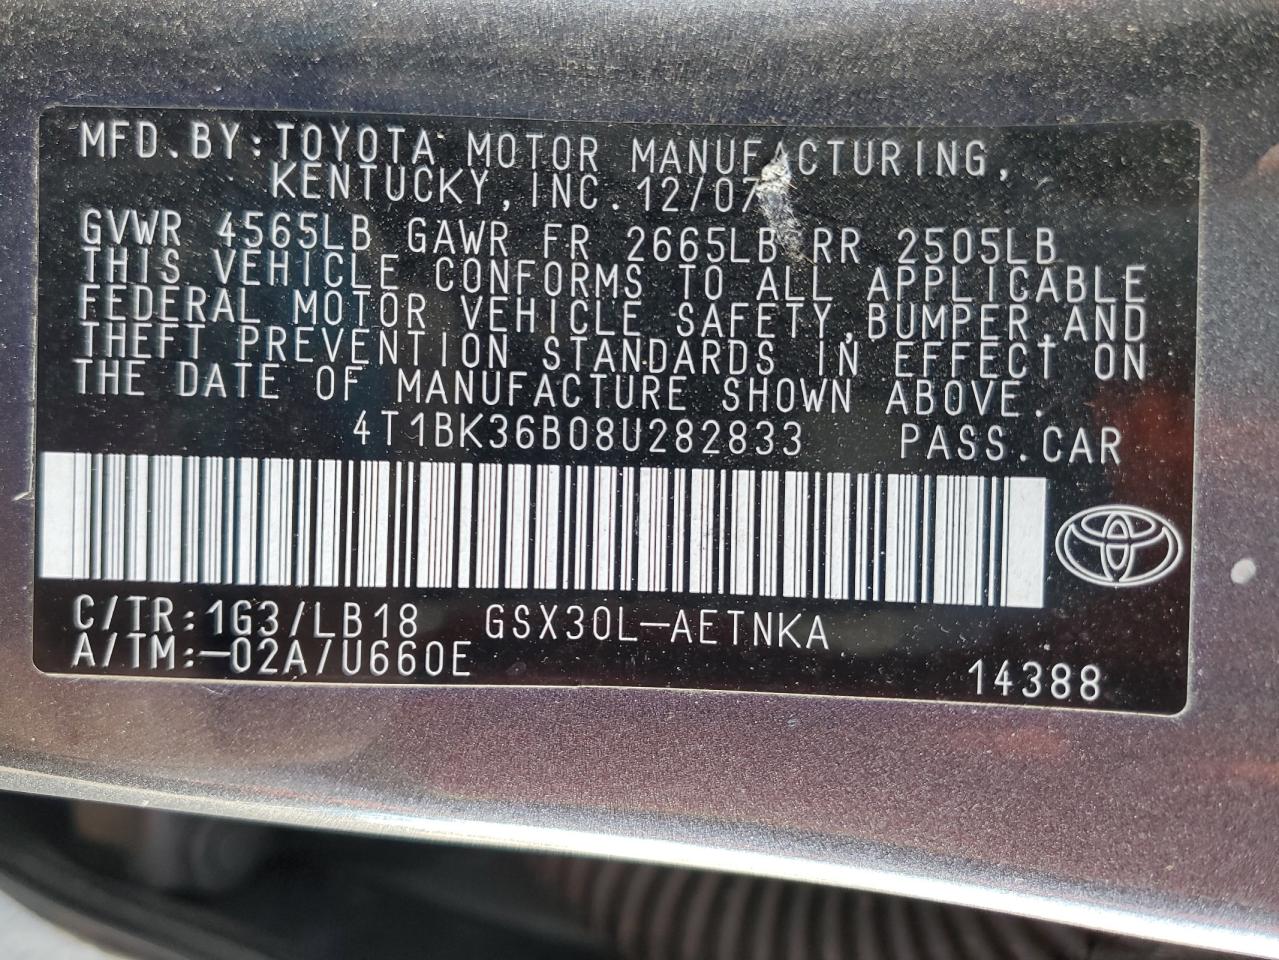 MFD.BY:TOYOTA MOTOR MANUFACTURING,
KENTUCKY,INC. 12/07
GVWR 4565LB GAWR FR 2665LB RR 2505LB
THIS VEHICLE CONFORMS TO ALL APPLICABLE
FEDERAL MOTOR VEHICLE SAFETY,BUMPER,AND
THEFT PREVENTION STANDARDS IN EFFECT ON
THE DATE OF MANUFACTURE SHOWN ABOVE.
4T1BK36B08U282833 PASS.CAR
C/TR:1G3/LB18 GSX30L-AETNKA
A/TM:-02A/U660E
14388